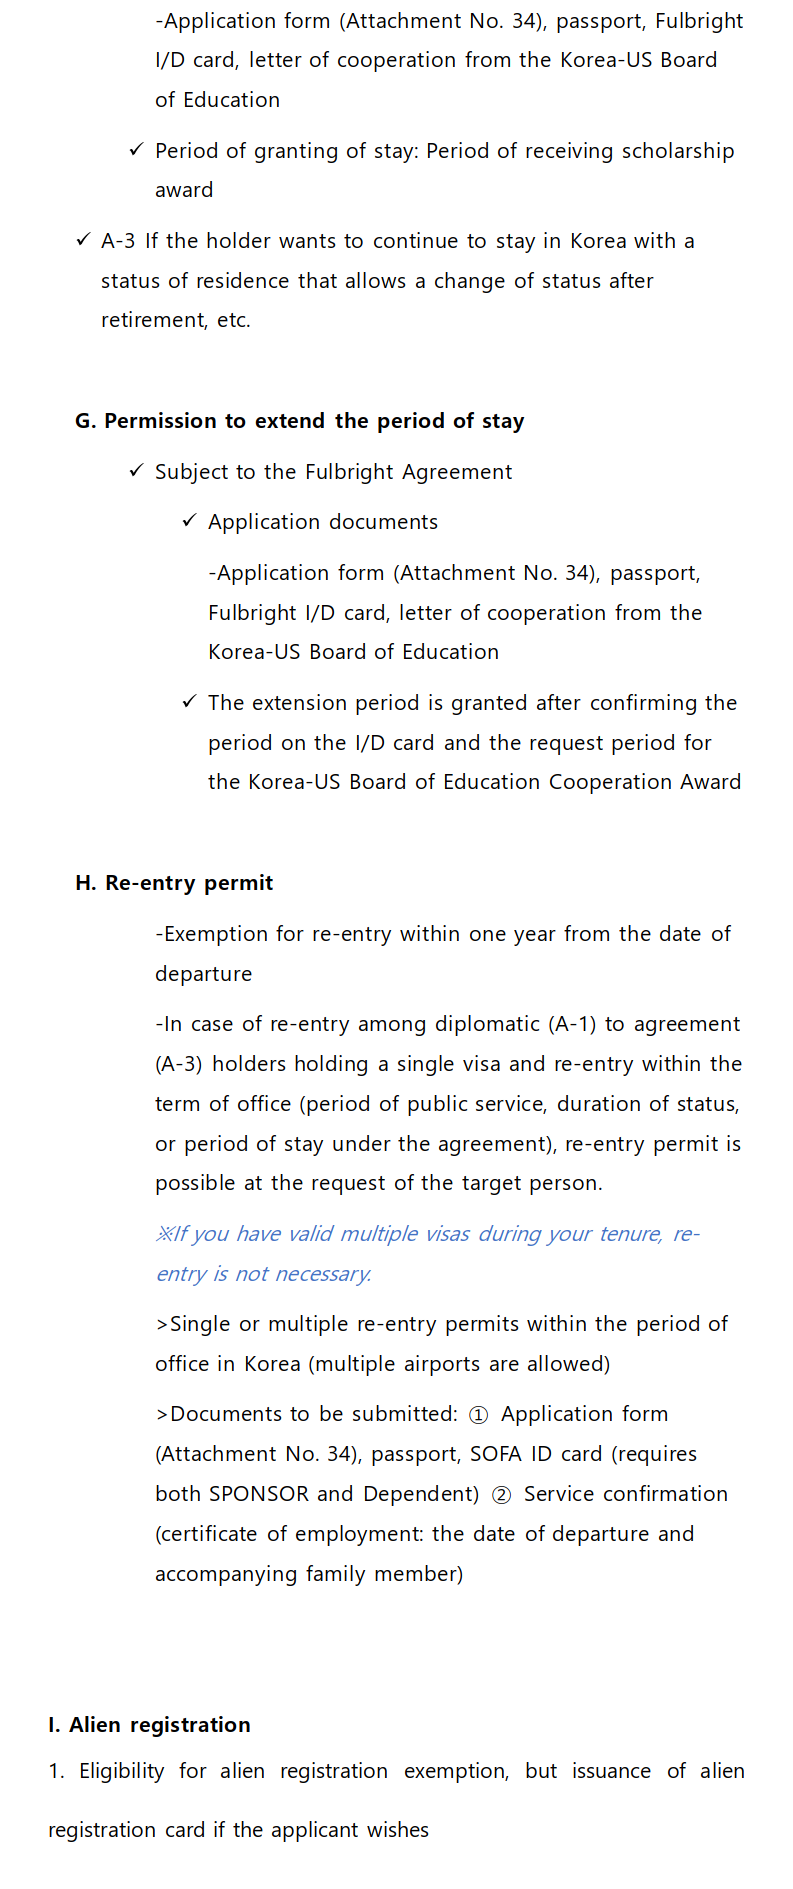 -Application form (Attachment No. 34), passport, Fulbright
I/D card, letter of cooperation from the Korea-US Board
of Education
✓ Period of granting of stay: Period of receiving scholarship
award
✓ A-3 If the holder wants to continue to stay in Korea with a
status of residence that allows a change of status after
retirement, etc.
G. Permission to extend the period of stay
✓ Subject to the Fulbright Agreement
✓ Application documents
-Application form (Attachment No. 34), passport,
Fulbright I/D card, letter of cooperation from the
Korea-US Board of Education
✓ The extension period is granted after confirming the
period on the I/D card and the request period for
the Korea-US Board of Education Cooperation Award
H. Re-entry permit
-Exemption for re-entry within one year from the date of
departure
-In case of re-entry among diplomatic (A-1) to agreement
(A-3) holders holding a single visa and re-entry within the
term of office (period of public service, duration of status,
or period of stay under the agreement), re-entry permit is
possible at the request of the target person.
※If you have valid multiple visas during your tenure, re-
entry is not necessary.
>Single or multiple re-entry permits within the period of
office in Korea (multiple airports are allowed)
>Documents to be submitted: ① Application form
(Attachment No. 34), passport, SOFA ID card (requires
both SPONSOR and Dependent) ② Service confirmation
(certificate of employment: the date of departure and
accompanying family member)
I. Alien registration
1. Eligibility for alien registration exemption, but issuance of alien
registration card if the applicant wishes